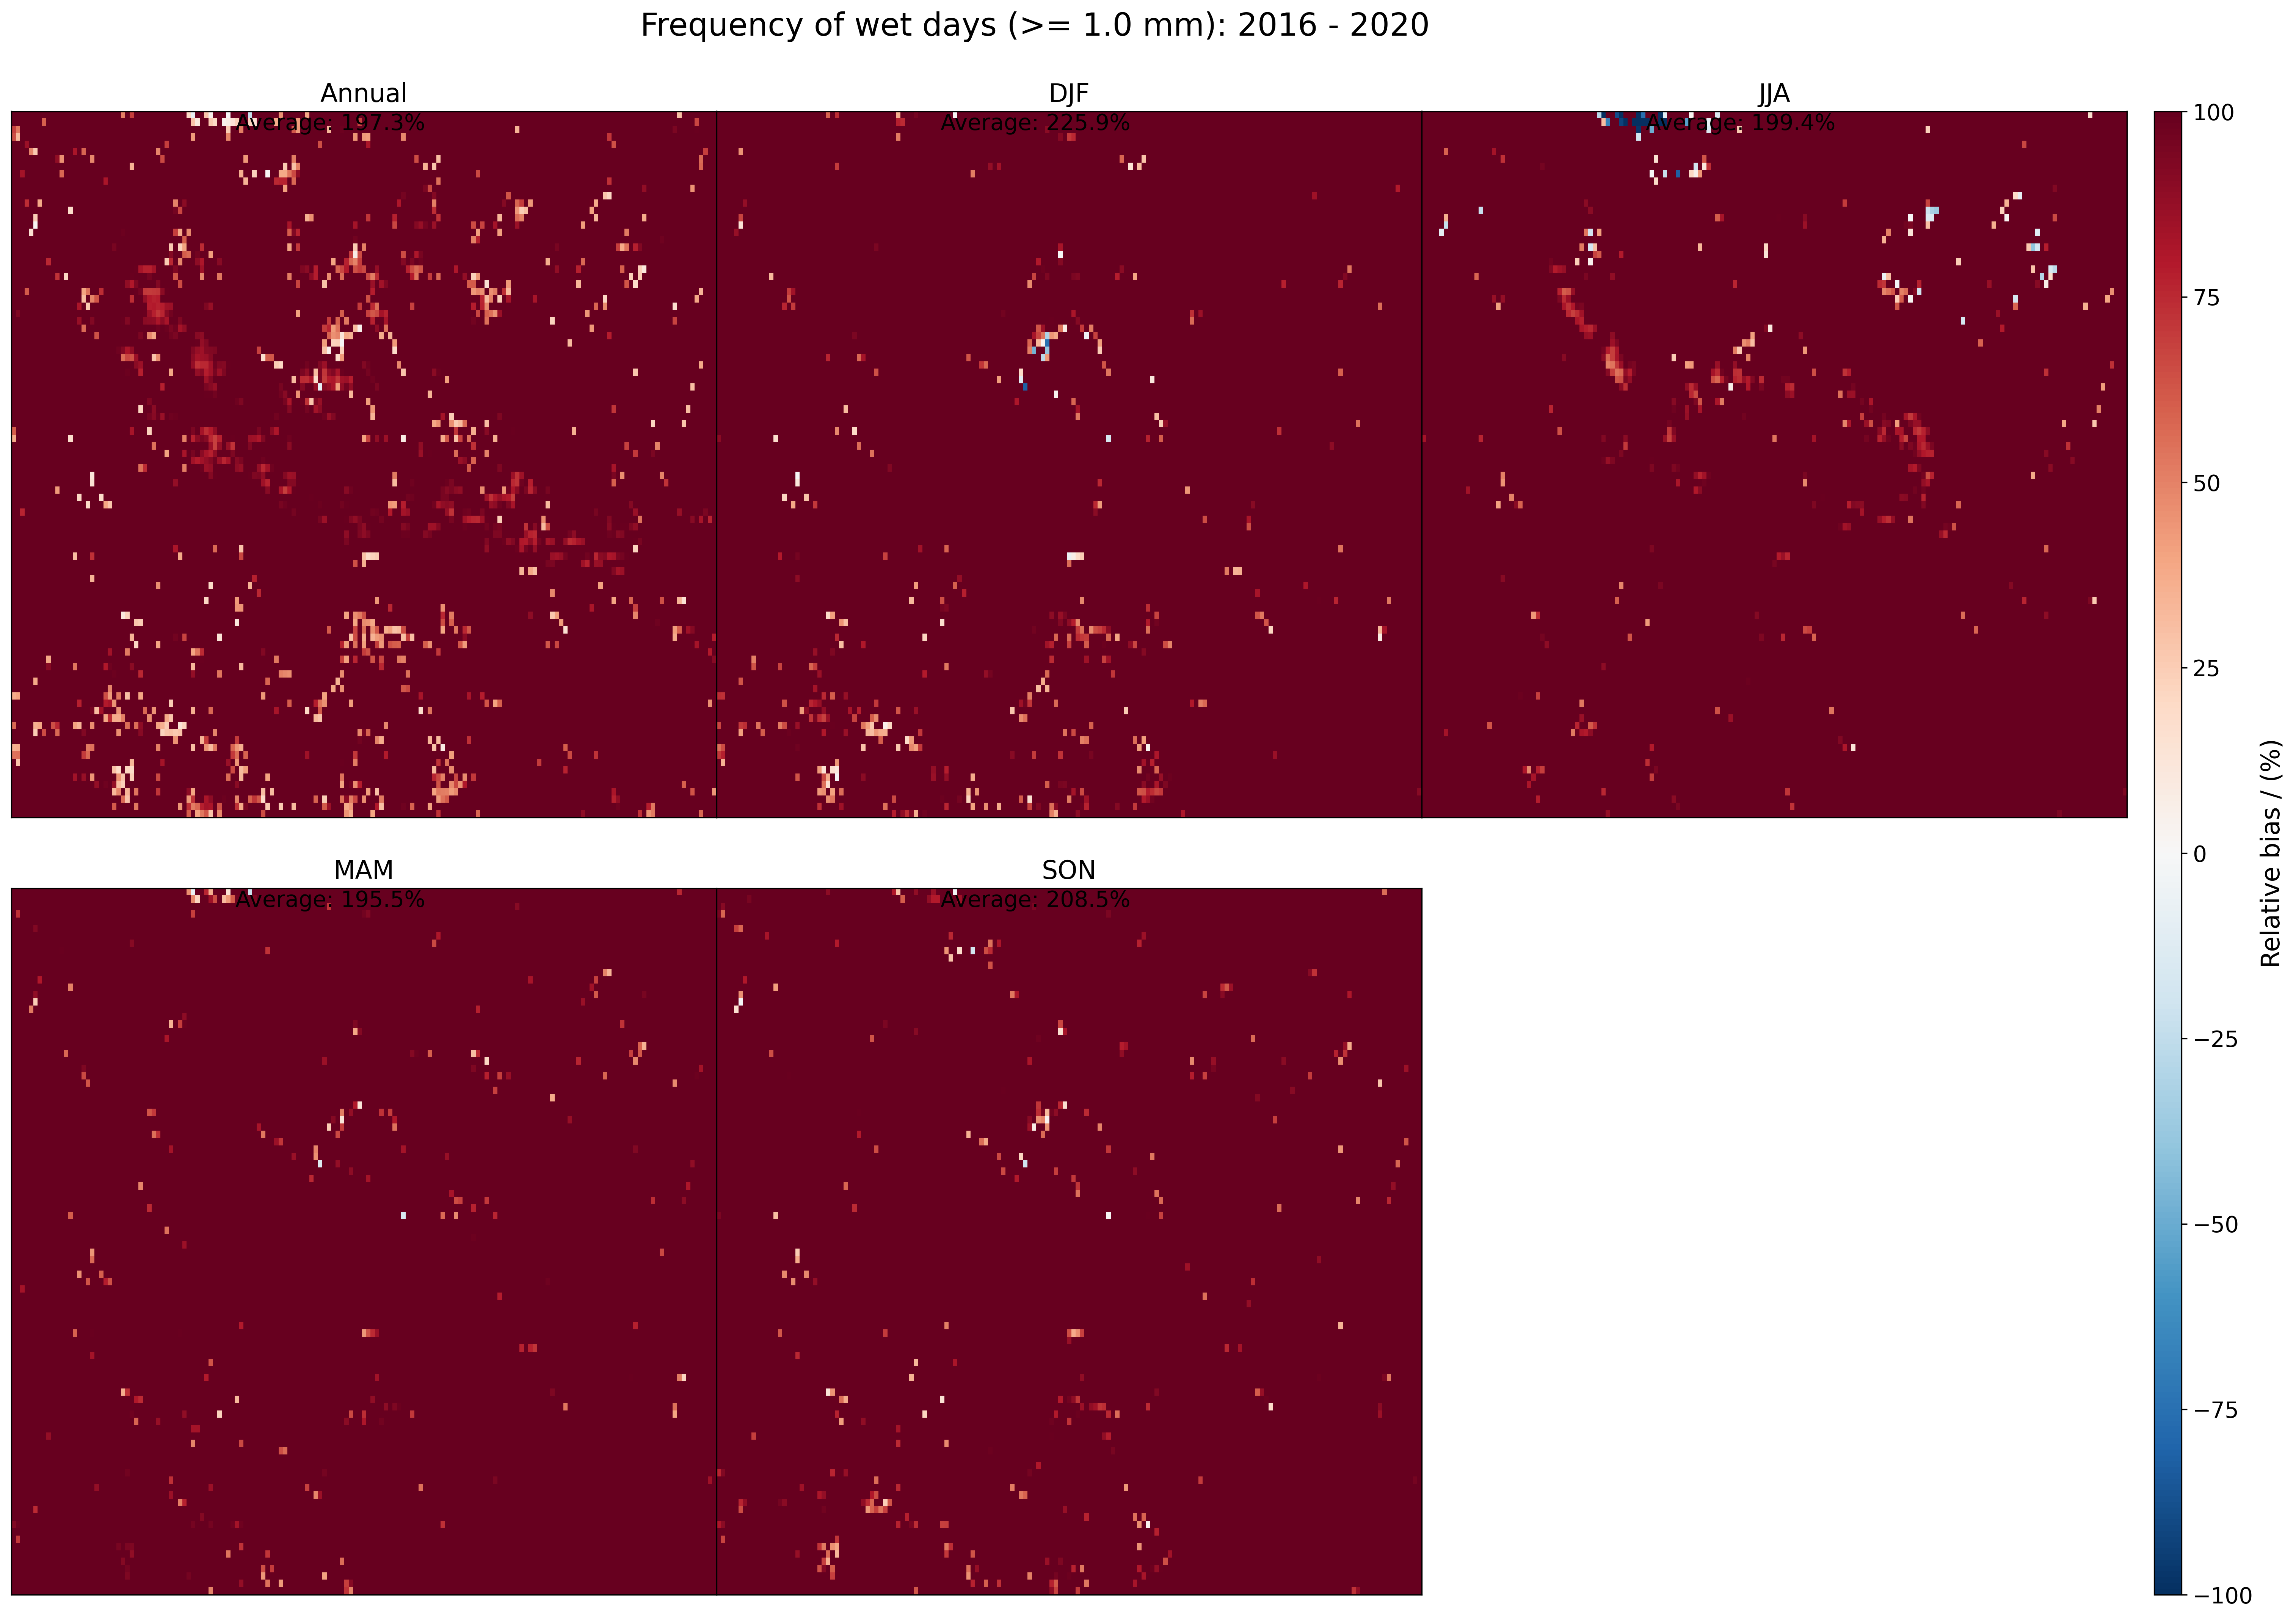 Frequency of wet days (>= 1.0 mm): 2016 - 2020
Annual
Average: 197.3%
DJF
Average: 225.9%
JJA
Average: 199.4%
MAM
Average: 195.5%
SON
Average: 208.5%
100
75
50
25
0
−25
−50
−75
−100
Relative bias / (%)